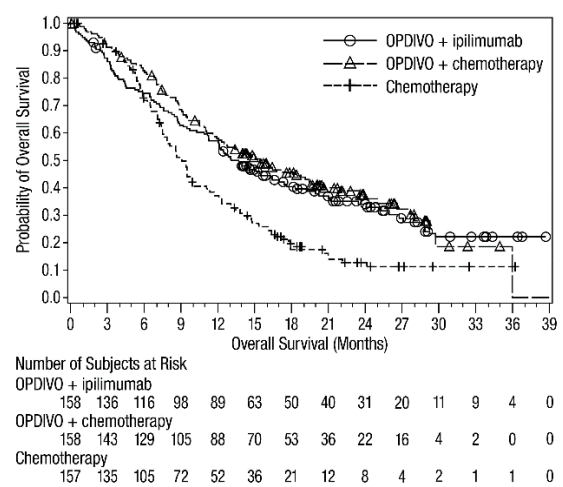 OPDIVO + ipilimumab
OPDIVO + chemotherapy
Chemotherapy
Probability of Overall Survival
1.0
0.9
0.8
0.7
0.6
0.5
0.4
0.3
0.2
0.1
0.0
0 3 6 9 12 15 18 21 24 27 30 33 36 39
Overall Survival (Months)
Number of Subjects at Risk
OPDIVO + ipilimumab
158 136 116 98 89 63 50 40 31 20 11 9 4 0
OPDIVO + chemotherapy
158 143 129 105 88 70 53 36 22 16 4 2 0 0
Chemotherapy
157 135 105 72 52 36 21 12 8 4 2 1 1 0